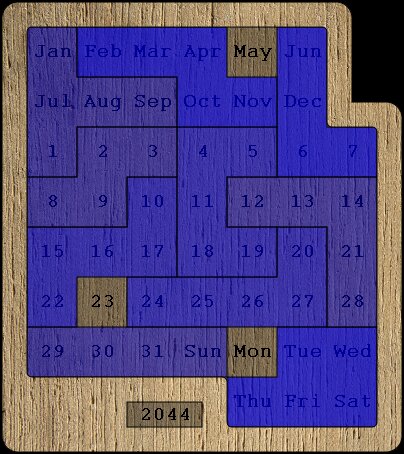 Jan Feb Mar Apr May Jun
Jul Aug Sep Oct Nov Dec
1 2 3 4 5 6 7
8 9 10 11 12 13 14
15 16 17 18 19 20 21
22 23 24 25 26 27 28
29 30 31 Sun Mon Tue Wed
Thu Fri Sat
2044